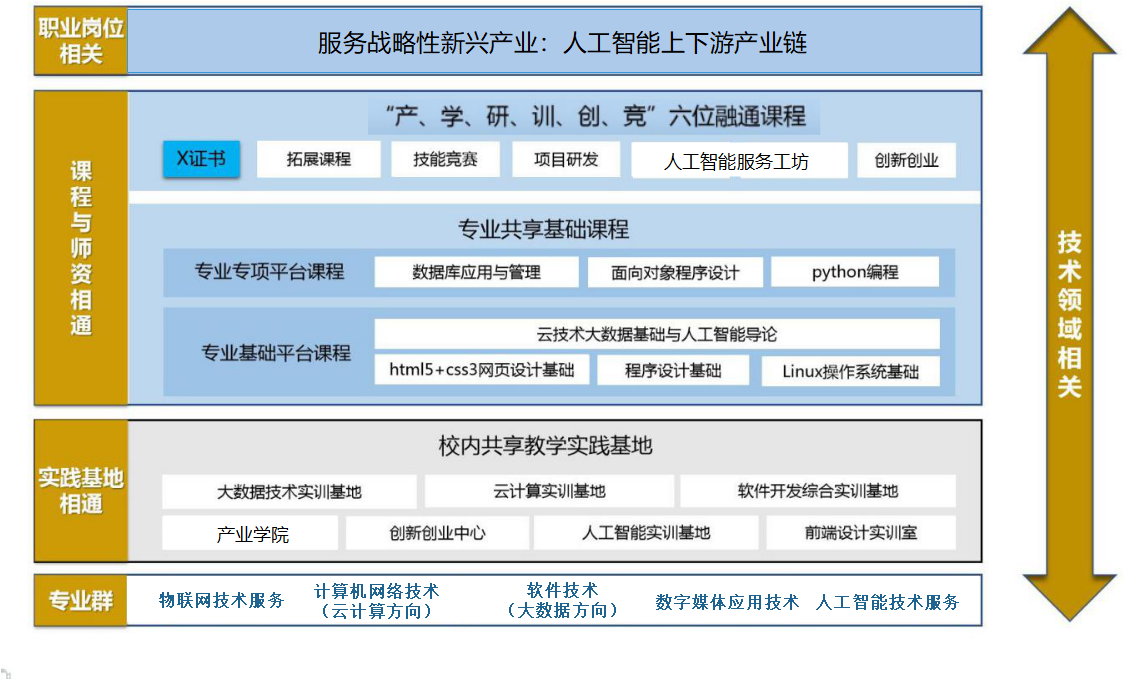 职业岗位
相关
服务战略性新兴产业：人工智能上下游产业链
课程与师资相通
“产、学、研、训、创、竞”六位融通课程
X证书
拓展课程
技能竞赛
项目研发
人工智能服务工坊
创新创业
专业共享基础课程
专业专项平台课程
数据库应用与管理
面向对象程序设计
python编程
专业基础平台课程
云技术大数据基础与人工智能导论
html5+css3网页设计基础
程序设计基础
Linux操作系统基础
实践基地
相通
校内共享教学实践基地
大数据技术实训基地
云计算实训基地
软件开发综合实训基地
产业学院
创新创业中心
人工智能实训基地
前端设计实训室
专业群
物联网技术服务
计算机网络技术
（云计算方向）
软件技术
（大数据方向）
数字媒体应用技术
人工智能技术服务
技术领域相关